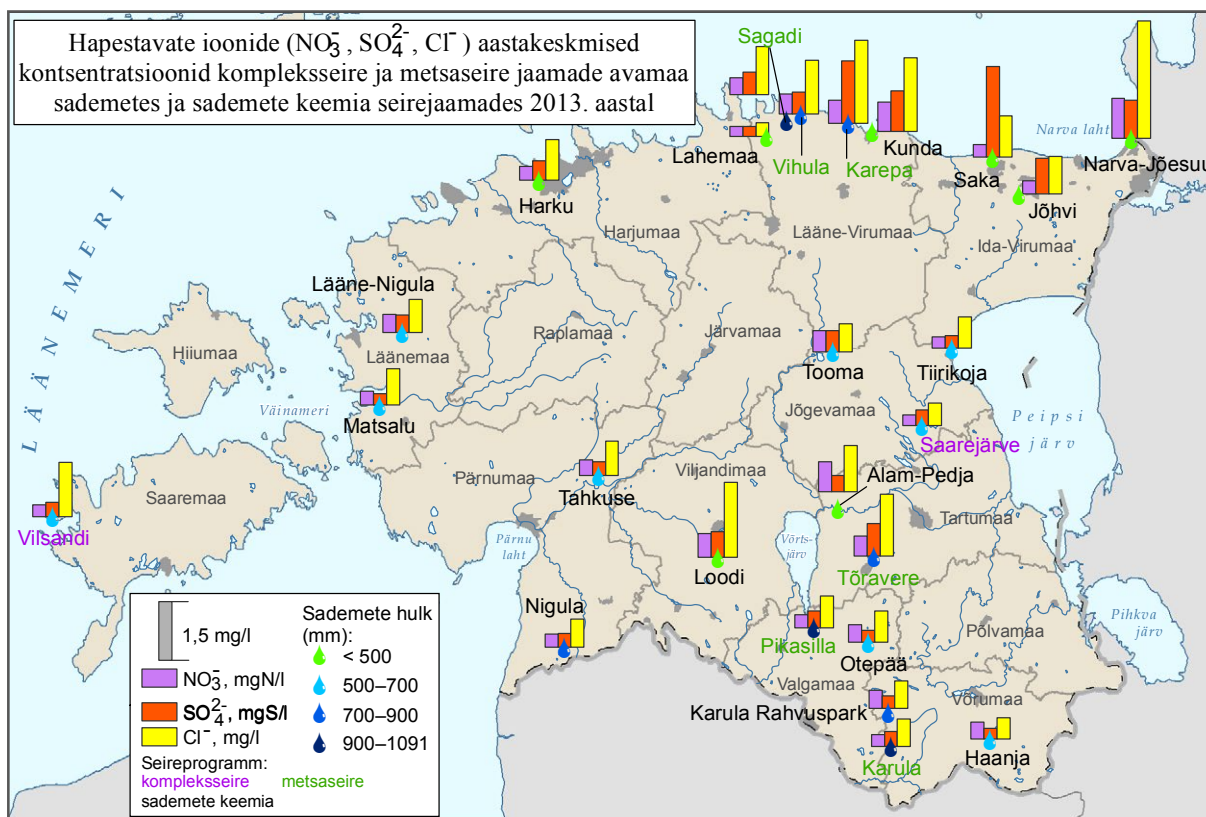 Hapestavate ioonide (NO₃⁻, SO₄²⁻, Cl⁻) aastakeskmised
kontsentratsioonid kompleksseire ja metsaseire jaamade avamaa
sademetes ja sademete keemia seirejaamades 2013. aastal
Sagadi
Lahemaa
Vihula
Karepa
Kunda
Saka
Narva laht
Narva-Jõesuu
Jõhvi
Harku
Harjumaa
Lääne-Virumaa
Ida-Virumaa
LÄÄNEMERI
Lääne-Nigula
Läänemaa
Raplamaa
Järvamaa
Hiiumaa
Tooma
Tiirikoja
Väinameri
Matsalu
Jõgevamaa
Peipsi
järv
Saarejärve
Saaremaa
Pärnumaa
Tahkuse
Viljandimaa
Alam-Pedja
Tartumaa
Vilsandi
Pärnu
laht
Võrts-
järv
Loodi
Tõravere
Nigula
Pikasilla
Otepää
Põlvamaa
Pihkva
järv
Valgamaa
Karula Rahvuspark
Võrumaa
Karula
Haanja
1,5 mg/l
NO₃⁻, mgN/l
SO₄²⁻, mgS/l
Cl⁻, mg/l
Sademete hulk
(mm):
< 500
500–700
700–900
900–1091
Seireprogramm:
kompleksseire metsaseire
sademete keemia